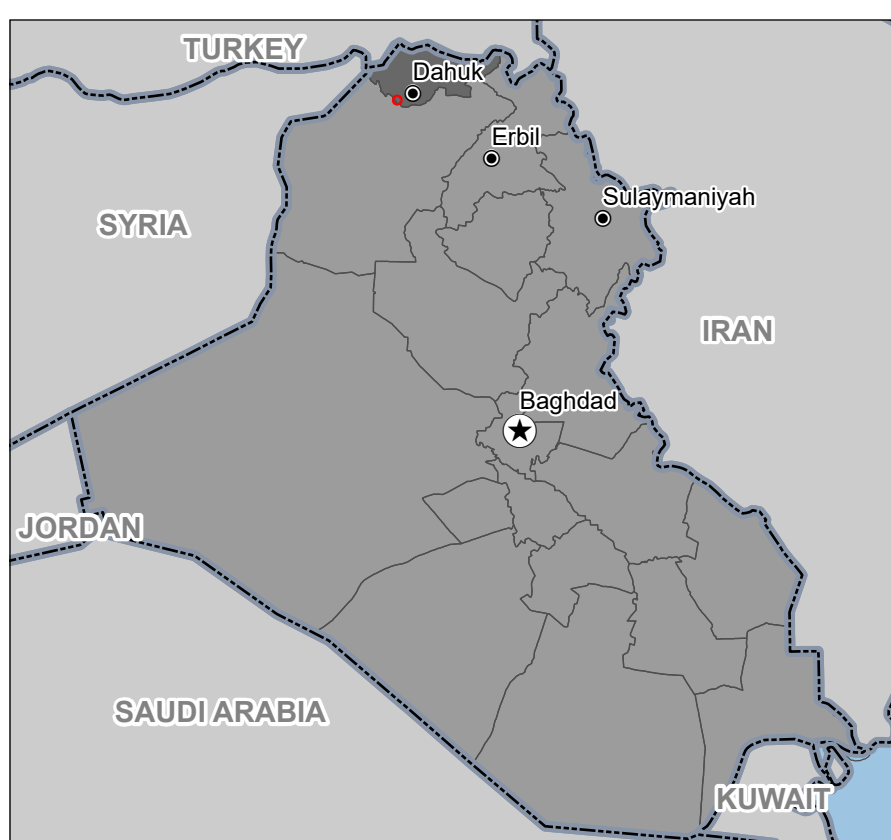 TURKEY
Dahuk
Erbil
Sulaymaniyah
SYRIA
IRAN
Baghdad
JORDAN
SAUDI ARABIA
KUWAIT